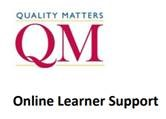 QUALITY MATTERS
QM
Online Learner Support